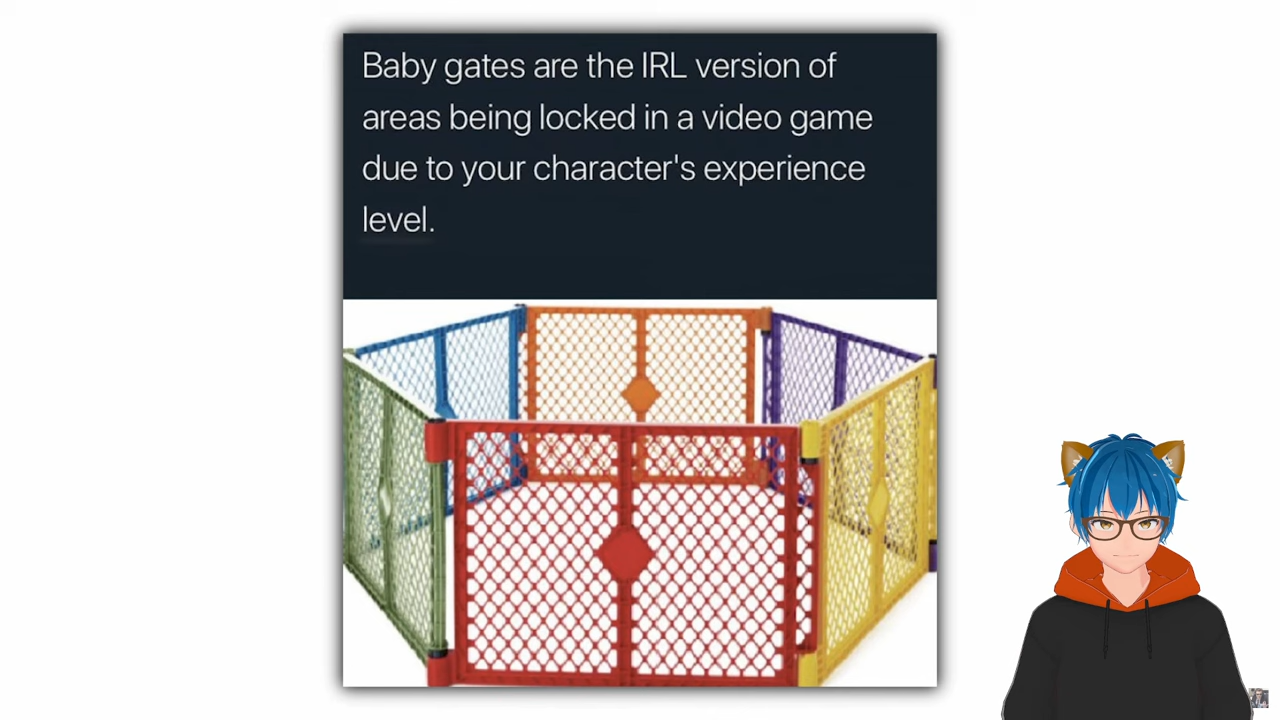 Baby gates are the IRL version of
areas being locked in a video game
due to your character's experience
level.